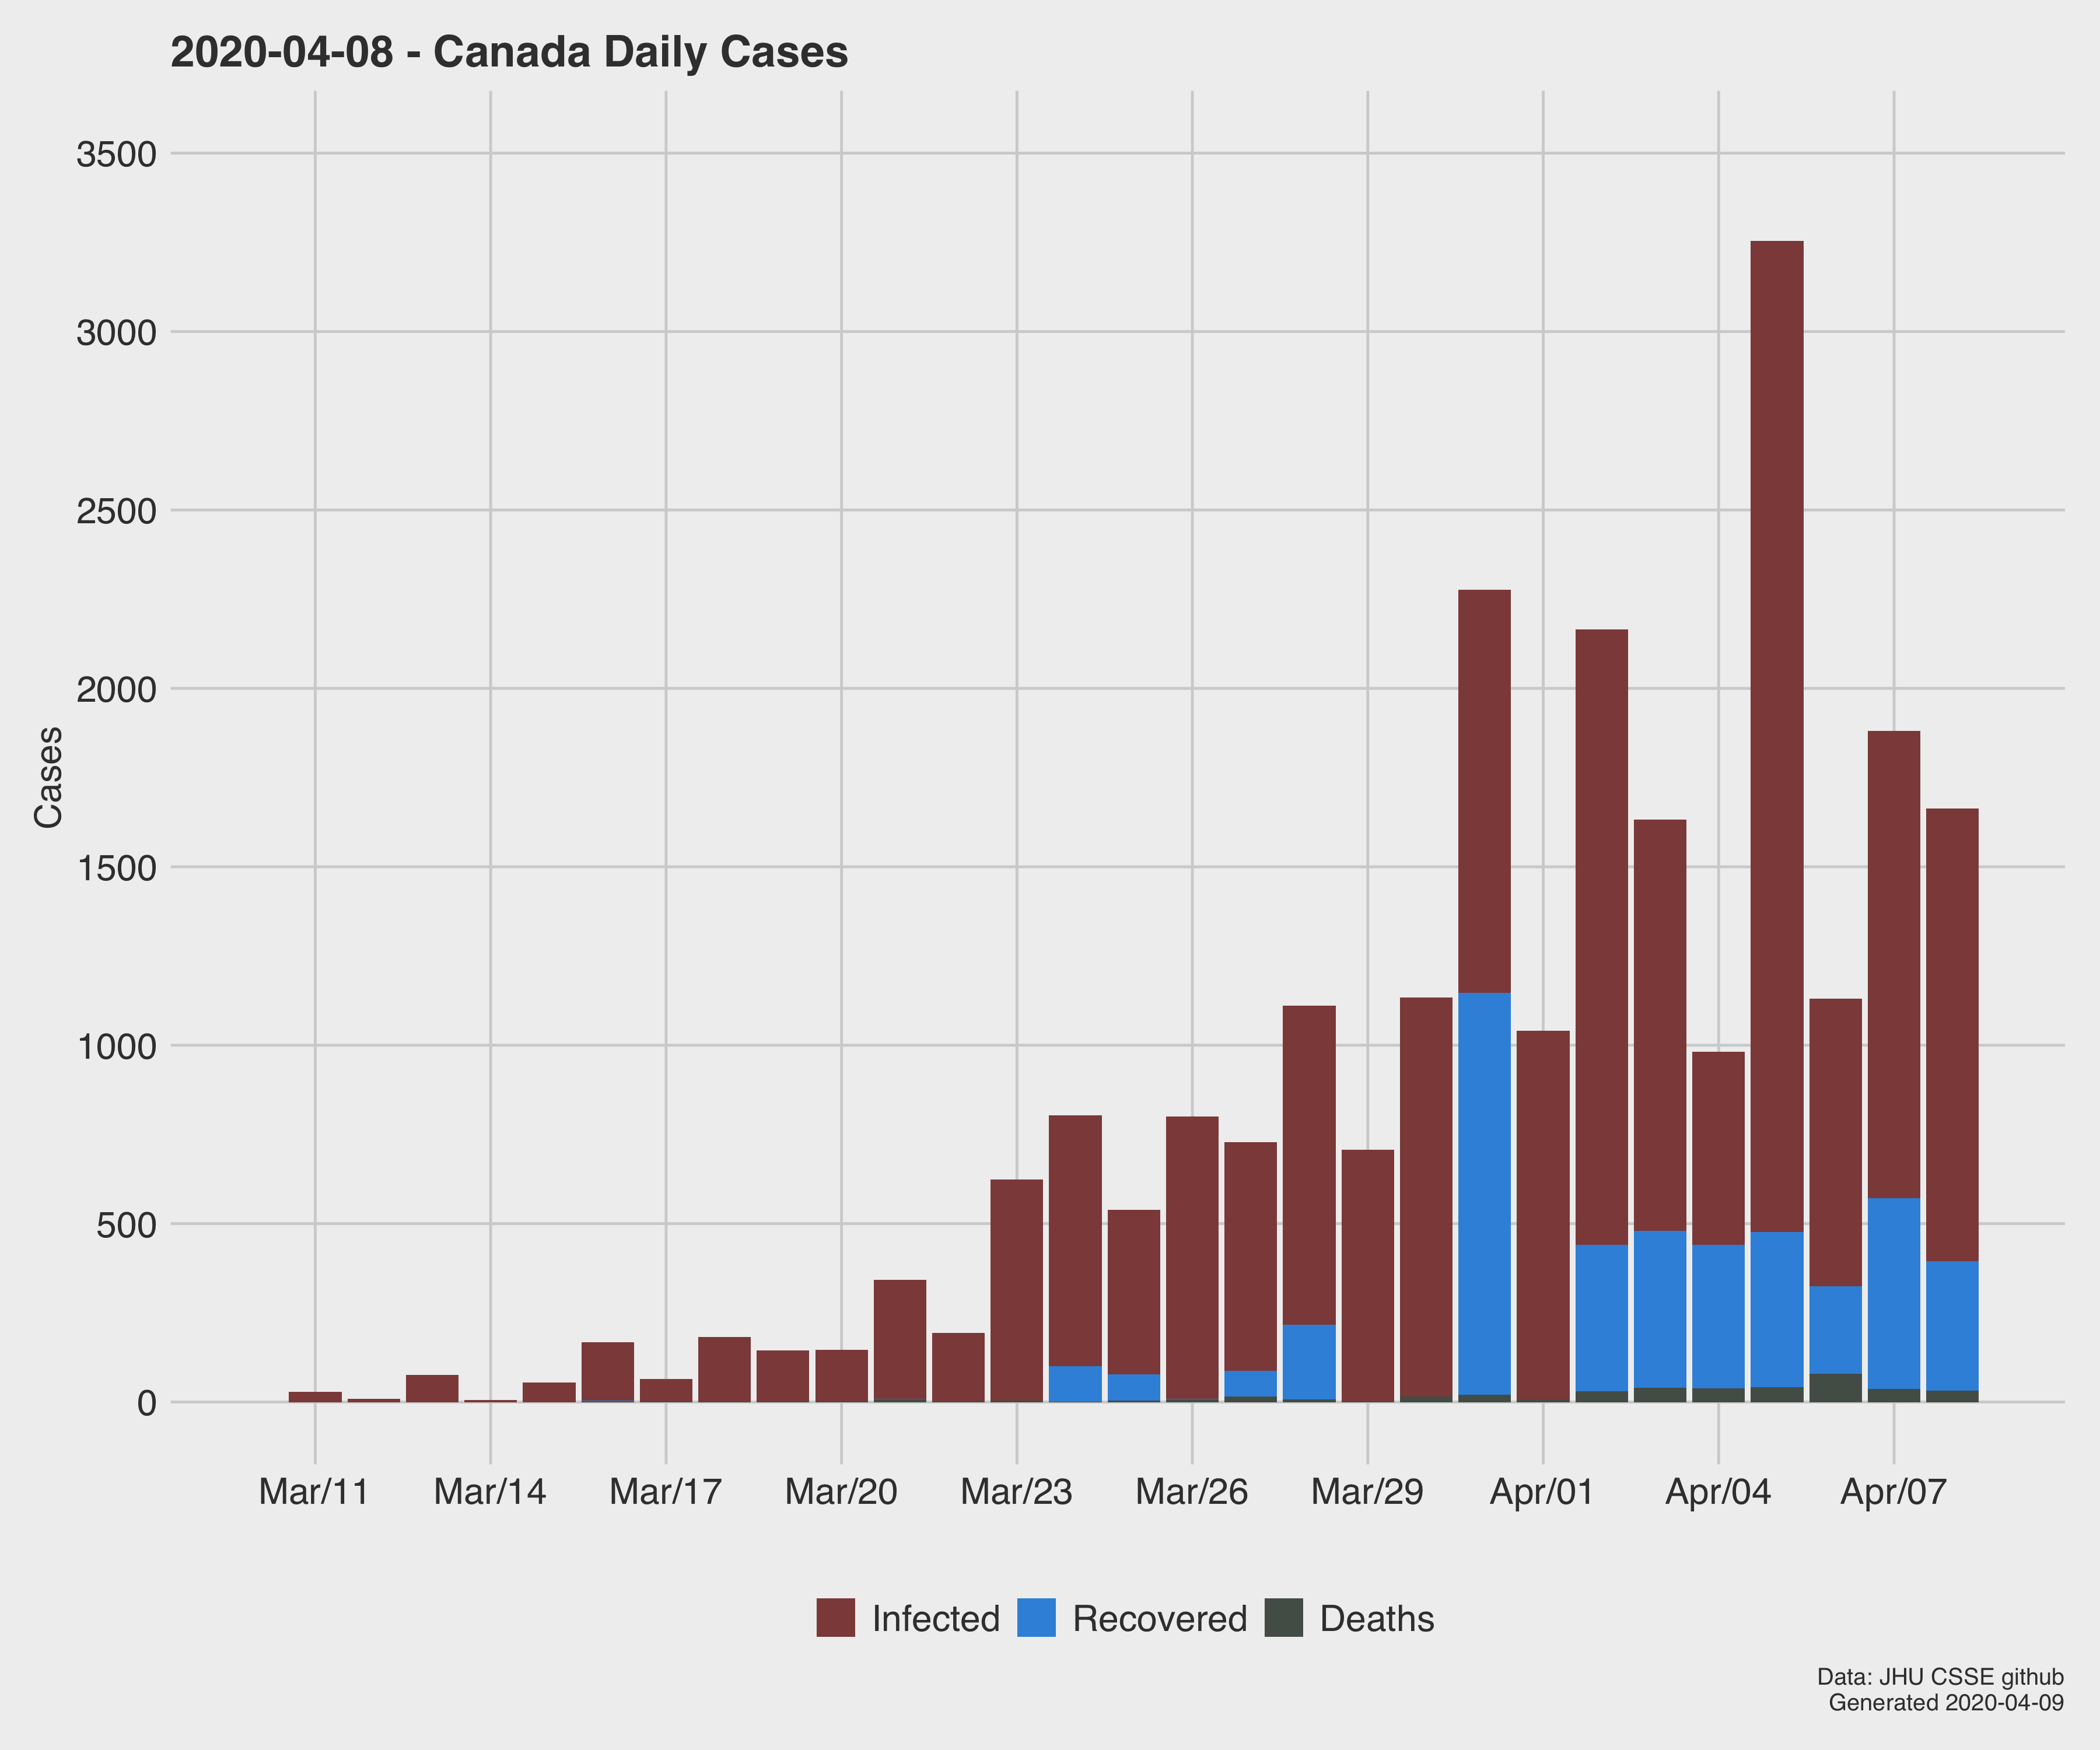 2020-04-08 - Canada Daily Cases
3500
3000
2500
2000
1500
1000
500
0
Cases
Mar/11 Mar/14 Mar/17 Mar/20 Mar/23 Mar/26 Mar/29 Apr/01 Apr/04 Apr/07
Infected Recovered Deaths
Data: JHU CSSE github
Generated 2020-04-09